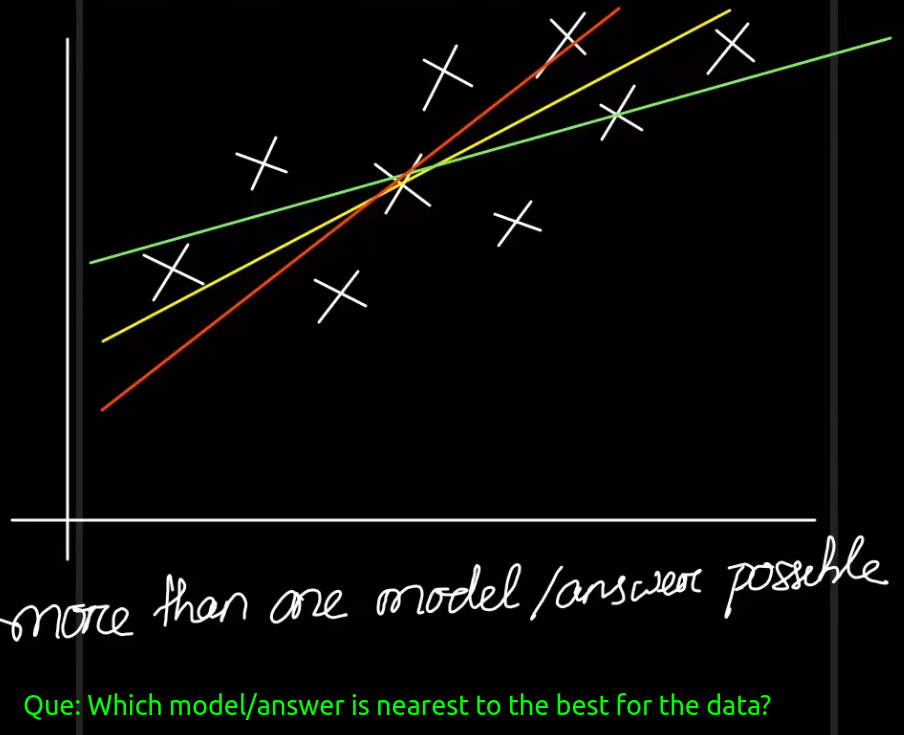 more than one model/answer possible
Que: Which model/answer is nearest to the best for the data?